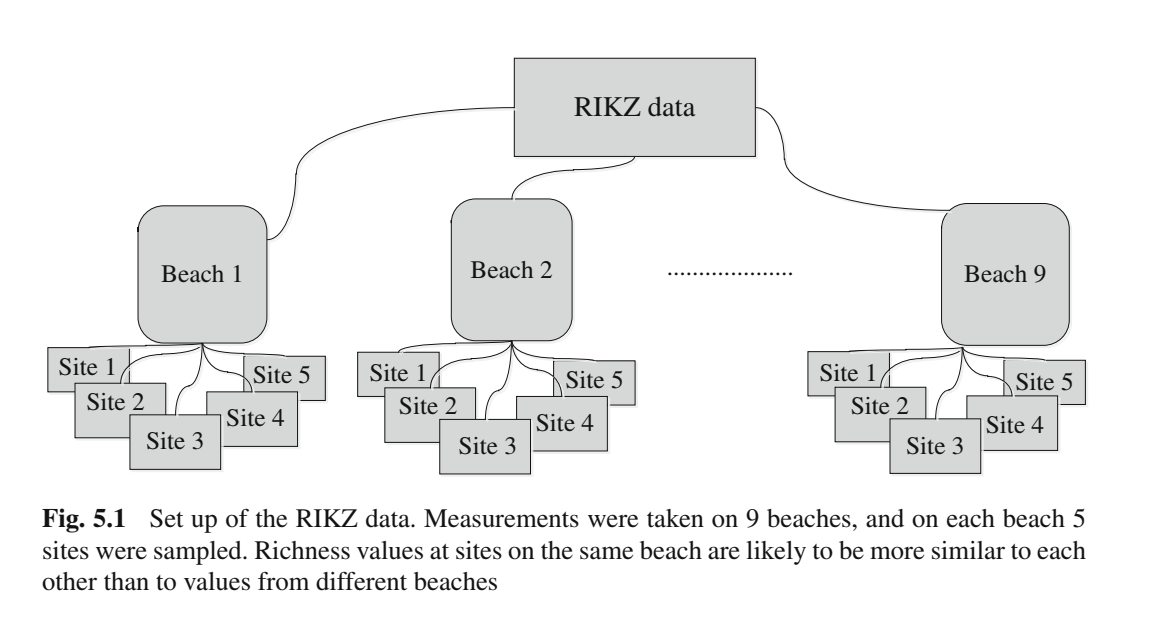 RIKZ data
Beach 1
Beach 2
....................
Beach 9
Site 1
Site 2
Site 3
Site 4
Site 5
Site 1
Site 2
Site 3
Site 4
Site 5
Site 1
Site 2
Site 3
Site 4
Site 5
Fig. 5.1 Set up of the RIKZ data. Measurements were taken on 9 beaches, and on each beach 5
sites were sampled. Richness values at sites on the same beach are likely to be more similar to each
other than to values from different beaches